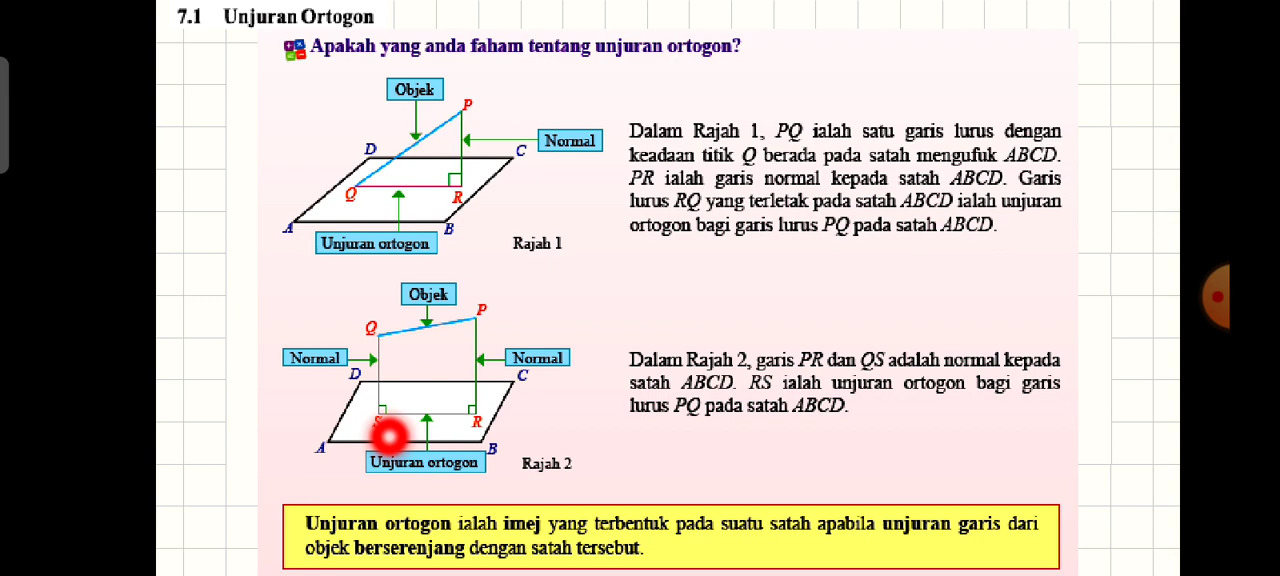 7.1 Unjuran Ortogon
Apakah yang anda faham tentang unjuran ortogon?
Objek
P
D
C
Normal
Q
R
A
B
Unjuran ortogon
Rajah 1
Dalam Rajah 1, PQ ialah satu garis lurus dengan
keadaan titik Q berada pada satah mengufuk ABCD.
PR ialah garis normal kepada satah ABCD. Garis
lurus RQ yang terletak pada satah ABCD ialah unjuran
ortogon bagi garis lurus PQ pada satah ABCD.
Objek
P
Q
Normal
Normal
D
C
R
A
B
Unjuran ortogon
Rajah 2
Dalam Rajah 2, garis PR dan QS adalah normal kepada
satah ABCD. RS ialah unjuran ortogon bagi garis
lurus PQ pada satah ABCD.
Unjuran ortogon ialah imej yang terbentuk pada suatu satah apabila unjuran garis dari
objek berserenjang dengan satah tersebut.